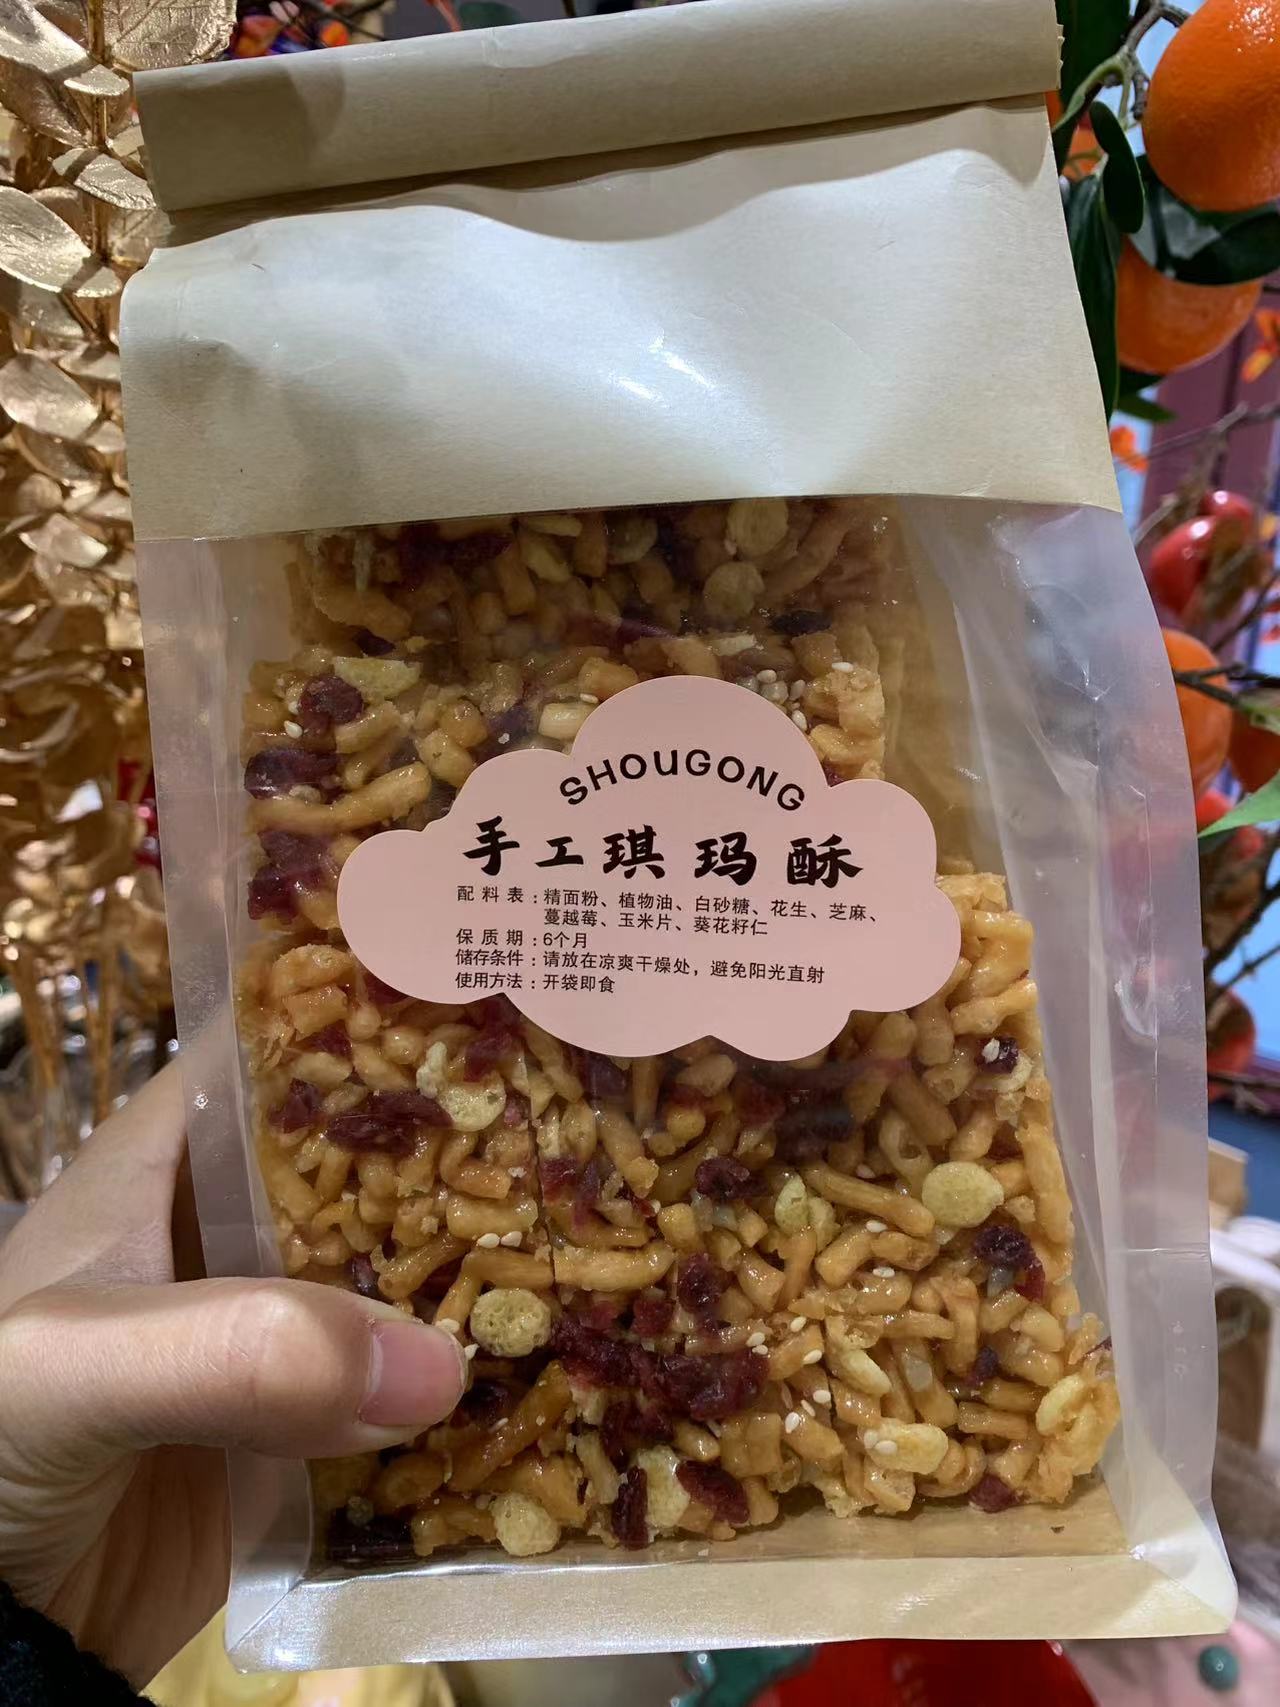 SHOUGONG
手工琪玛酥
配料表：精面粉、植物油、白砂糖、花生、芝麻、
蔓越莓、玉米片、葵花籽仁
保质期：6个月
储存条件：请放在凉爽干燥处，避免阳光直射
使用方法：开袋即食